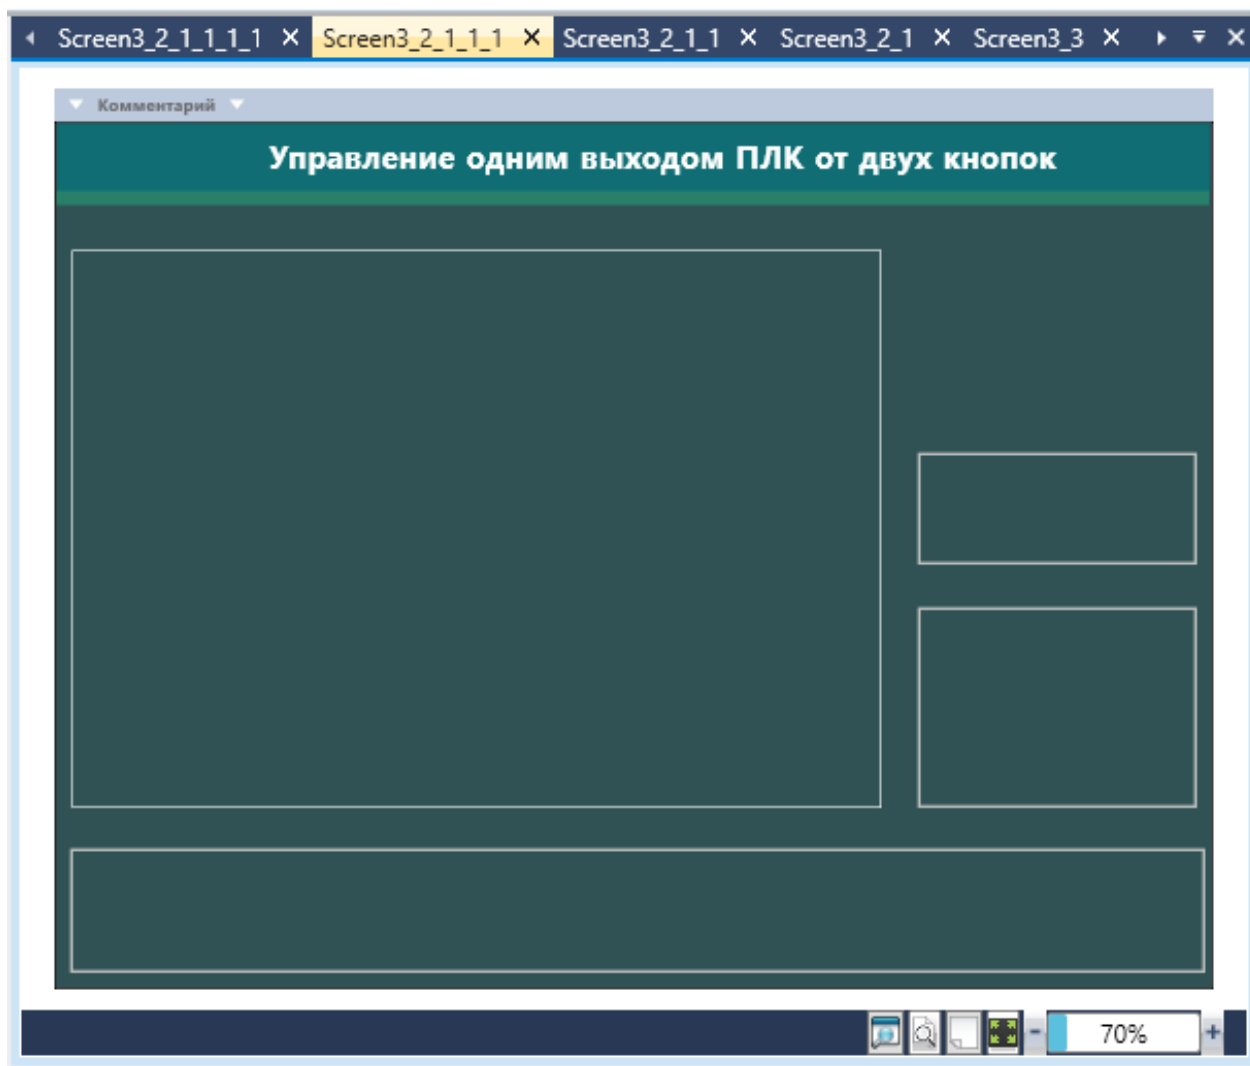 Screen3_2_1_1_1_1 Screen3_2_1_1_1 Screen3_2_1_1 Screen3_2_1 Screen3_3
Комментарий
Управление одним выходом ПЛК от двух кнопок
- 70% +